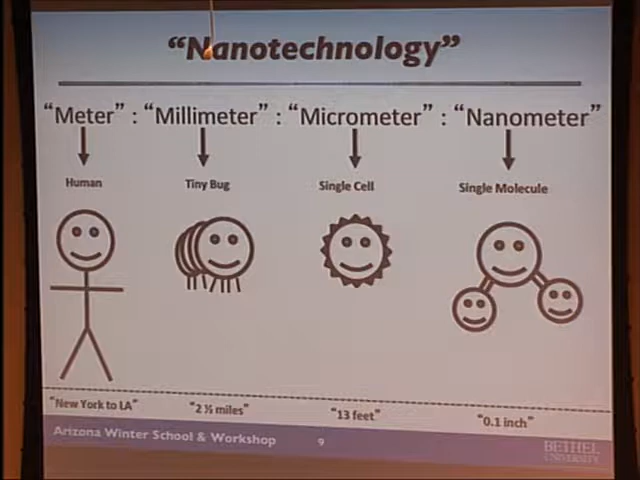 “Nanotechnology”
“Meter” : “Millimeter” : “Micrometer” : “Nanometer”
Human Tiny Bug Single Cell Single Molecule
“New York to LA” “2 ½ miles” “13 feet” “0.1 inch”
Arizona Winter School & Workshop 9 BETHEL
UNIVERSITY